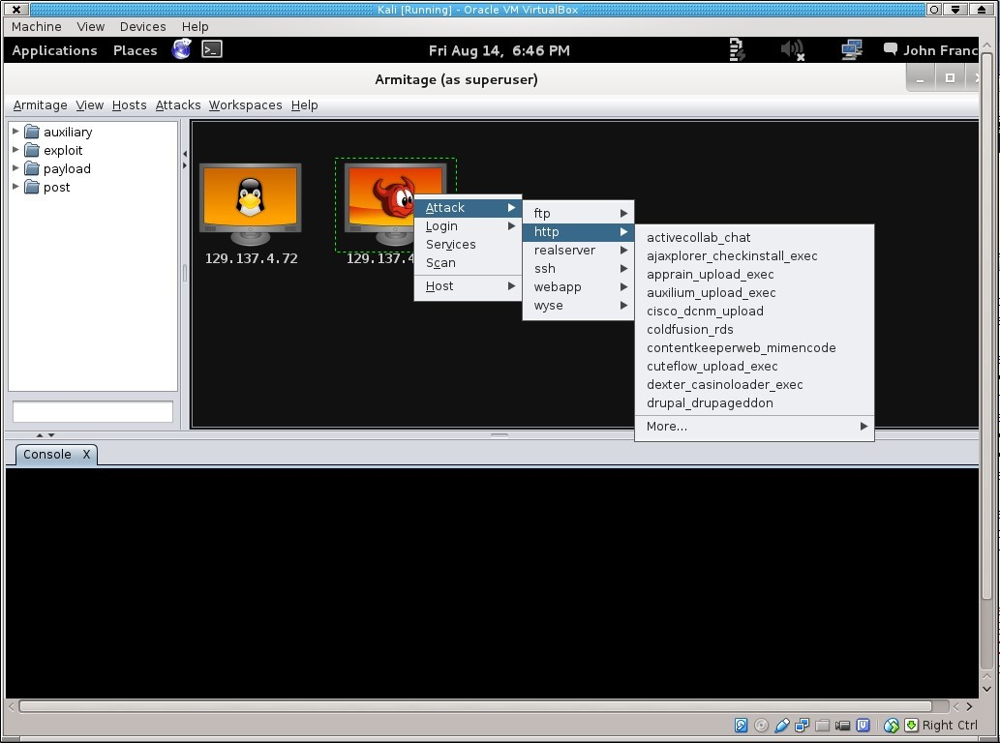 Kali [Running] - Oracle VM VirtualBox
Machine View Devices Help
Applications Places Fri Aug 14, 6:46 PM John Franc
Armitage (as superuser)
Armitage View Hosts Attacks Workspaces Help
auxiliary
exploit
payload
post
129.137.4.72
129.137.4
Attack
Login
Services
Scan
Host
ftp
http
realserver
ssh
webapp
wyse
activecollab_chat
ajaxplorer_checkinstall_exec
apprain_upload_exec
auxilium_upload_exec
cisco_dcnm_upload
coldfusion_rds
contentkeeperweb_mimencode
cuteflow_upload_exec
dexter_casinoloader_exec
drupal_drupageddon
More...
Console X
Right Ctrl